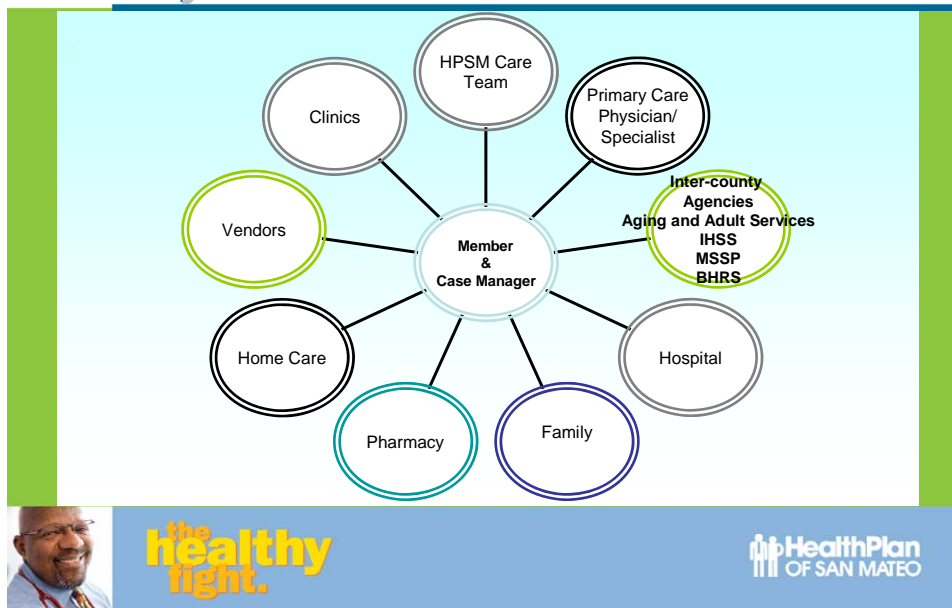 HPSM Care
Team
Clinics
Primary Care
Physician/
Specialist
Vendors
Inter-county
Agencies
Aging and Adult Services
IHSS
MSSP
BHRS
Member
&
Case Manager
Home Care
Hospital
Pharmacy
Family
the
healthy
fight.
HealthPlan
OF SAN MATEO